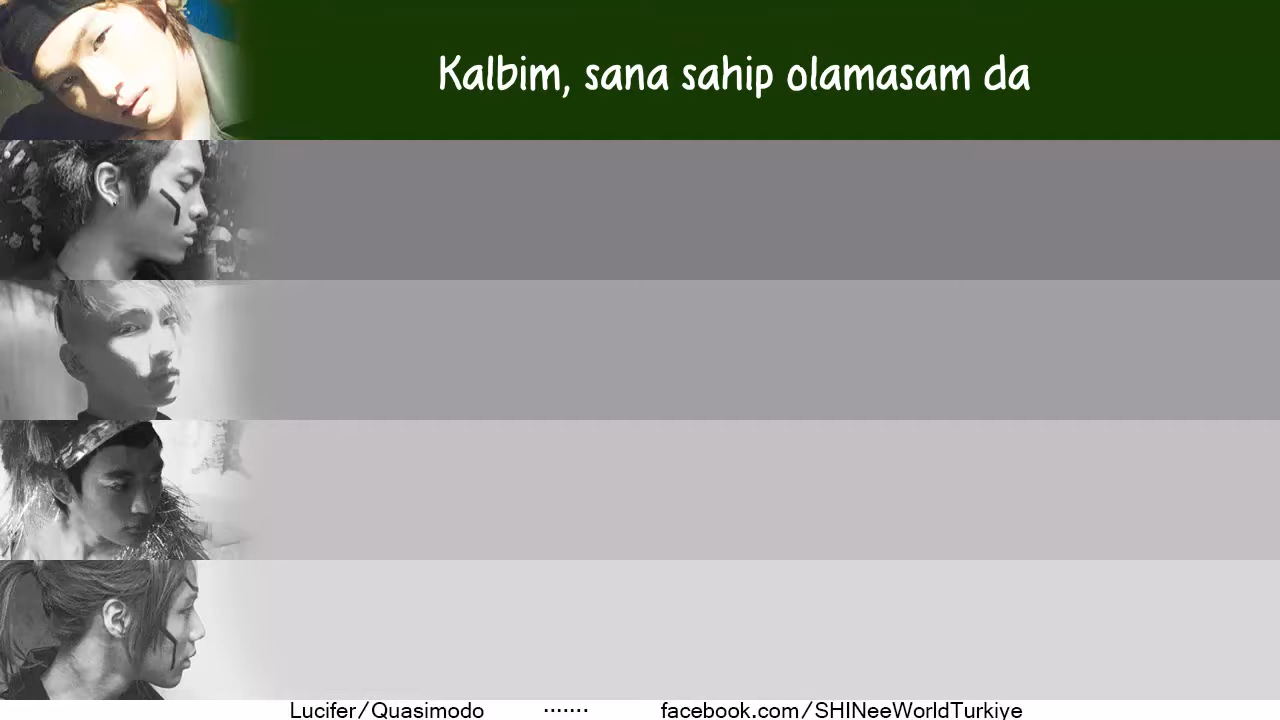 Kalbim, sana sahip olamasam da
Lucifer/Quasimodo ······· facebook.com/SHINeeWorldTurkiye